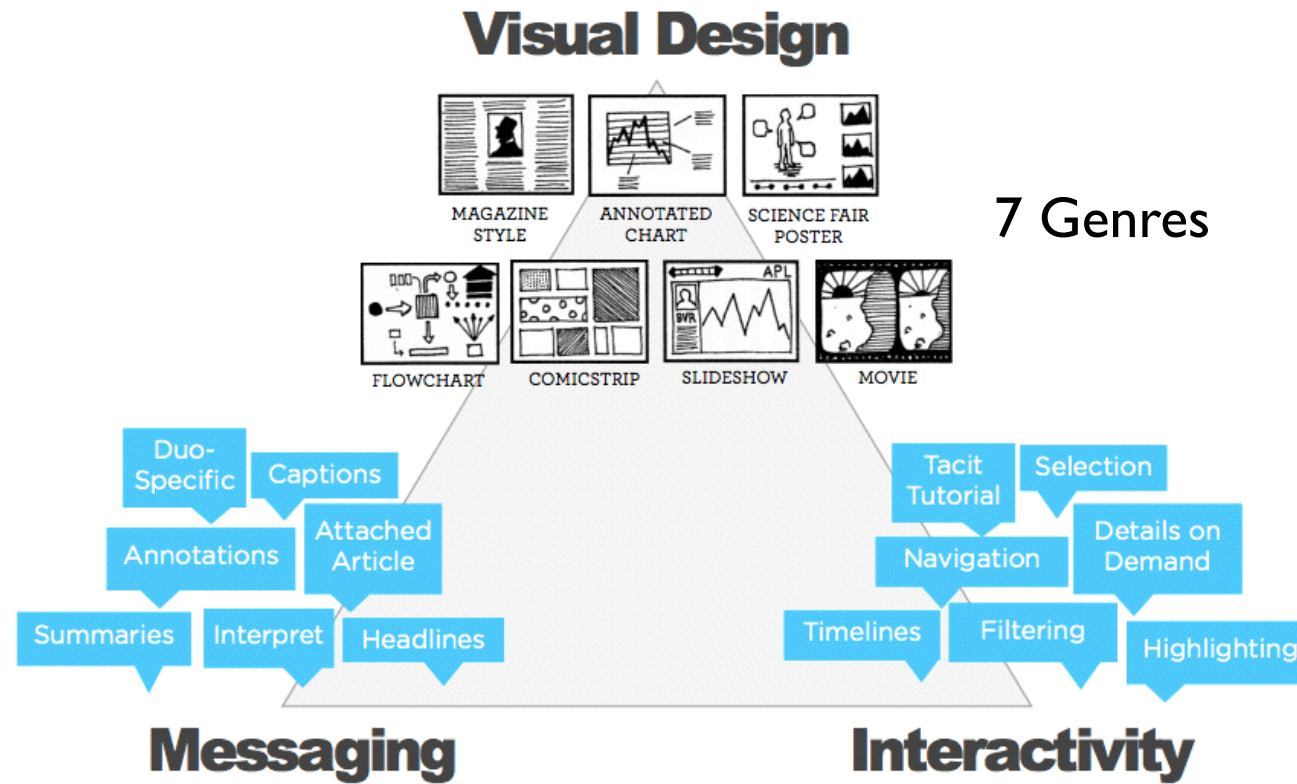 Visual Design
MAGAZINE
STYLE
ANNOTATED
CHART
SCIENCE FAIR
POSTER
7 Genres
APL
BVR
FLOWCHART
COMICSTRIP
SLIDESHOW
MOVIE
Duo-
Specific
Captions
Annotations
Attached
Article
Summaries
Interpret
Headlines
Tacit
Tutorial
Selection
Navigation
Details on
Demand
Timelines
Filtering
Highlighting
Messaging
Interactivity